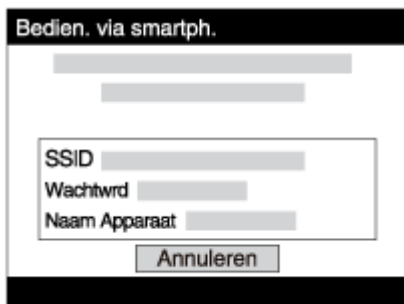 Bedien. via smartph.
SSID
Wachtwrd
Naam Apparaat
Annuleren